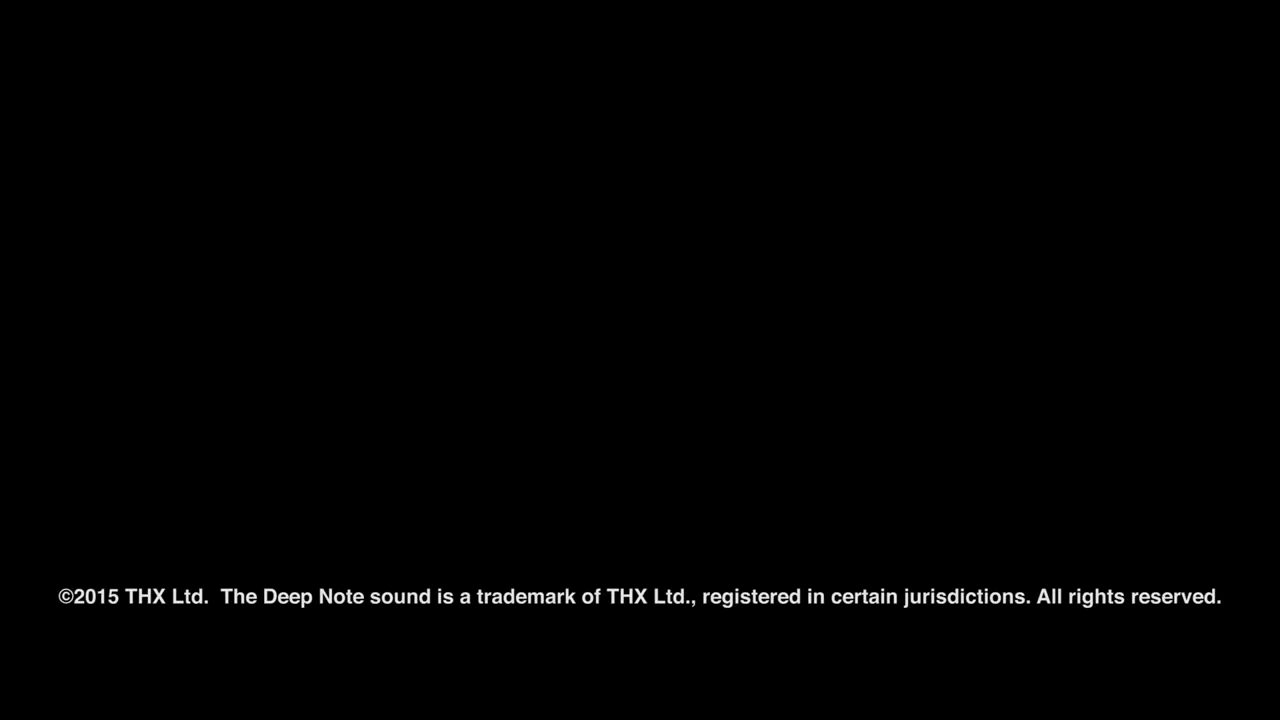 ©2015 THX Ltd.  The Deep Note sound is a trademark of THX Ltd., registered in certain jurisdictions. All rights reserved.